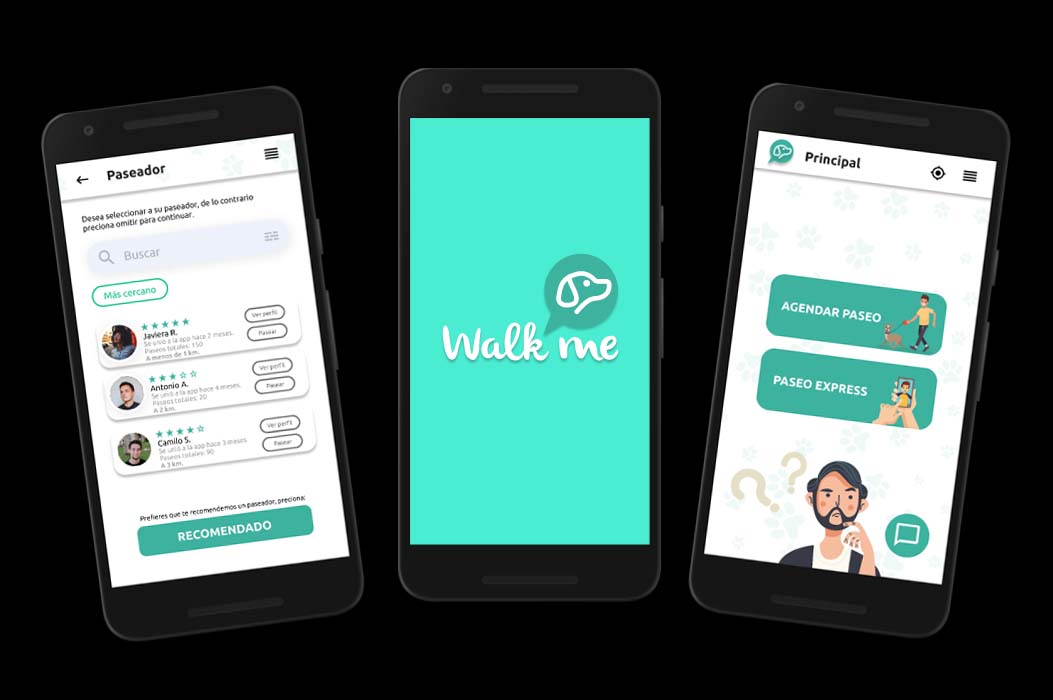 Paseador
Desea seleccionar a su paseador, de lo contrario
preciona omitir para continuar.
Buscar
Más cercano
Javiera R.
Se unió a la app hace 7 meses.
Paseos totales: 150
A menos de 1 km.
Ver perfil
Pasear
Antonio A.
Se unió a la app hace 4 meses.
Paseos totales: 20
A 2 km.
Ver perfil
Pasear
Camilo S.
Se unió a la app hace 3 meses
Paseos totales: 90
A 3 km.
Ver perfil
Pasear
Prefieres que te recomendemos un paseador, preciona:
RECOMENDADO
Walk me
Principal
AGENDAR PASEO
PASEO EXPRESS
? ?